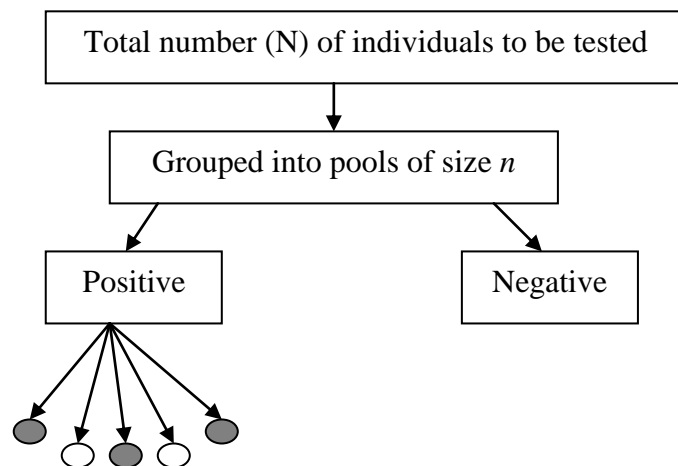 Total number (N) of individuals to be tested
Grouped into pools of size n
Positive
Negative